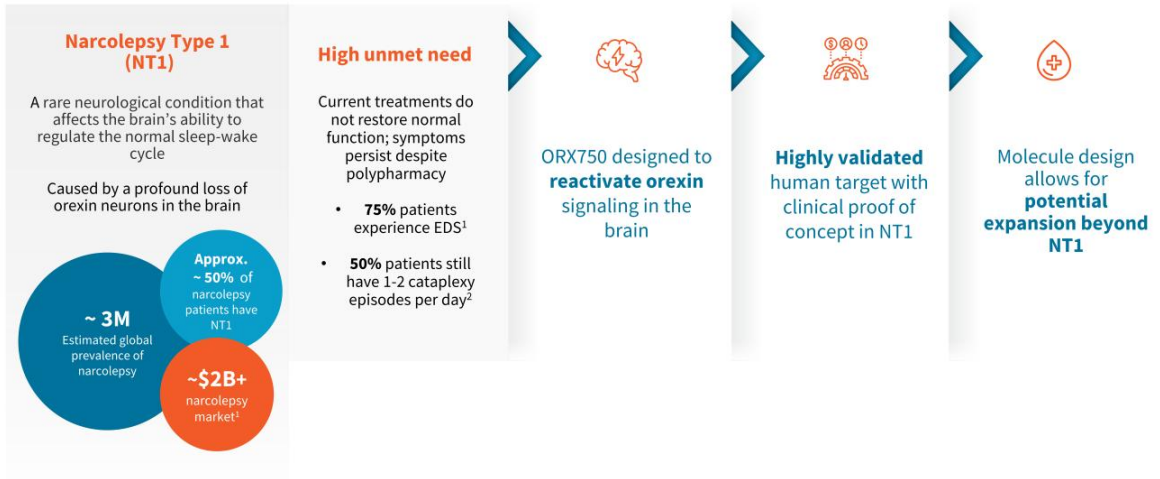 Narcolepsy Type 1
(NT1)
A rare neurological condition that
affects the brain's ability to
regulate the normal sleep-wake
cycle
Caused by a profound loss of
orexin neurons in the brain
~ 3M
Estimated global
prevalence of
narcolepsy
Approx.
~ 50% of
narcolepsy
patients have
NT1
~$2B+
narcolepsy
market¹
High unmet need
Current treatments do
not restore normal
function; symptoms
persist despite
polypharmacy
• 75% patients
experience EDS¹
• 50% patients still
have 1-2 cataplexy
episodes per day²
ORX750 designed to
reactivate orexin
signaling in the
brain
Highly validated
human target with
clinical proof of
concept in NT1
Molecule design
allows for
potential
expansion beyond
NT1